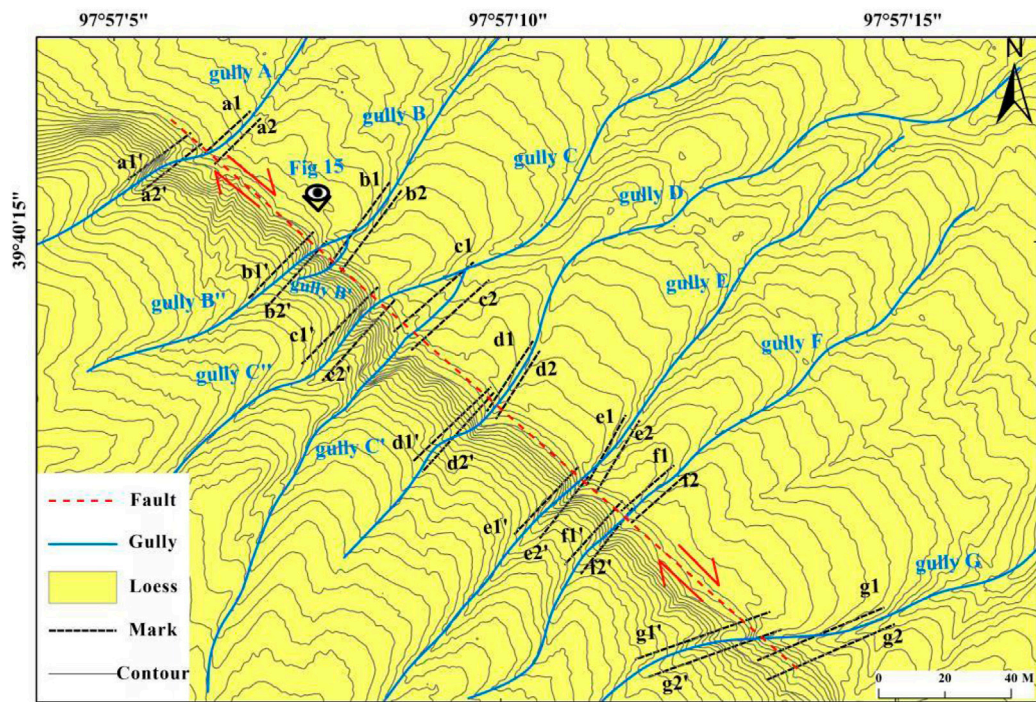 97°57'5"
97°57'10"
97°57'15"
39°40'15"
N
gully A
a1
a2
a1'
a2'
Fig 15
gully B
b1
b2
b1'
b2'
gully B'
gully B"
gully C
c1
c2
c1'
c2'
gully C"
gully C'
gully D
d1
d2
d1'
d2'
gully E
e1
e2
e1'
e2'
gully F
f1
f2
f1'
f2'
gully G
g1
g2
g1'
g2'
Fault
Gully
Loess
Mark
Contour
0 20 40 M